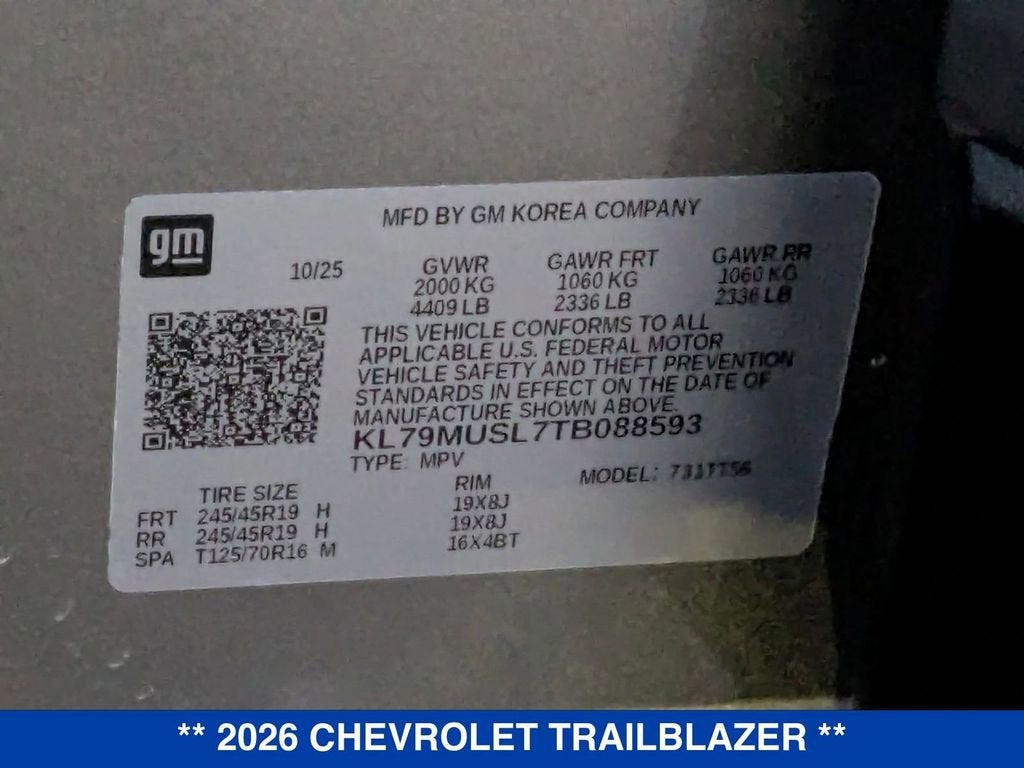 MFD BY GM KOREA COMPANY
gm
10/25
GVWR GAWR FRT GAWR RR
2000 KG 1060 KG 1060 KG
4409 LB 2336 LB 2336 LB
THIS VEHICLE CONFORMS TO ALL
APPLICABLE U.S. FEDERAL MOTOR
VEHICLE SAFETY AND THEFT PREVENTION
STANDARDS IN EFFECT ON THE DATE OF
MANUFACTURE SHOWN ABOVE.
KL79MUSL7TB088593
TYPE: MPV MODEL:
TIRE SIZE RIM
FRT 245/45R19 H 19X8J
RR 245/45R19 H 19X8J
SPA T125/70R16 M 16X4BT
** 2026 CHEVROLET TRAILBLAZER **